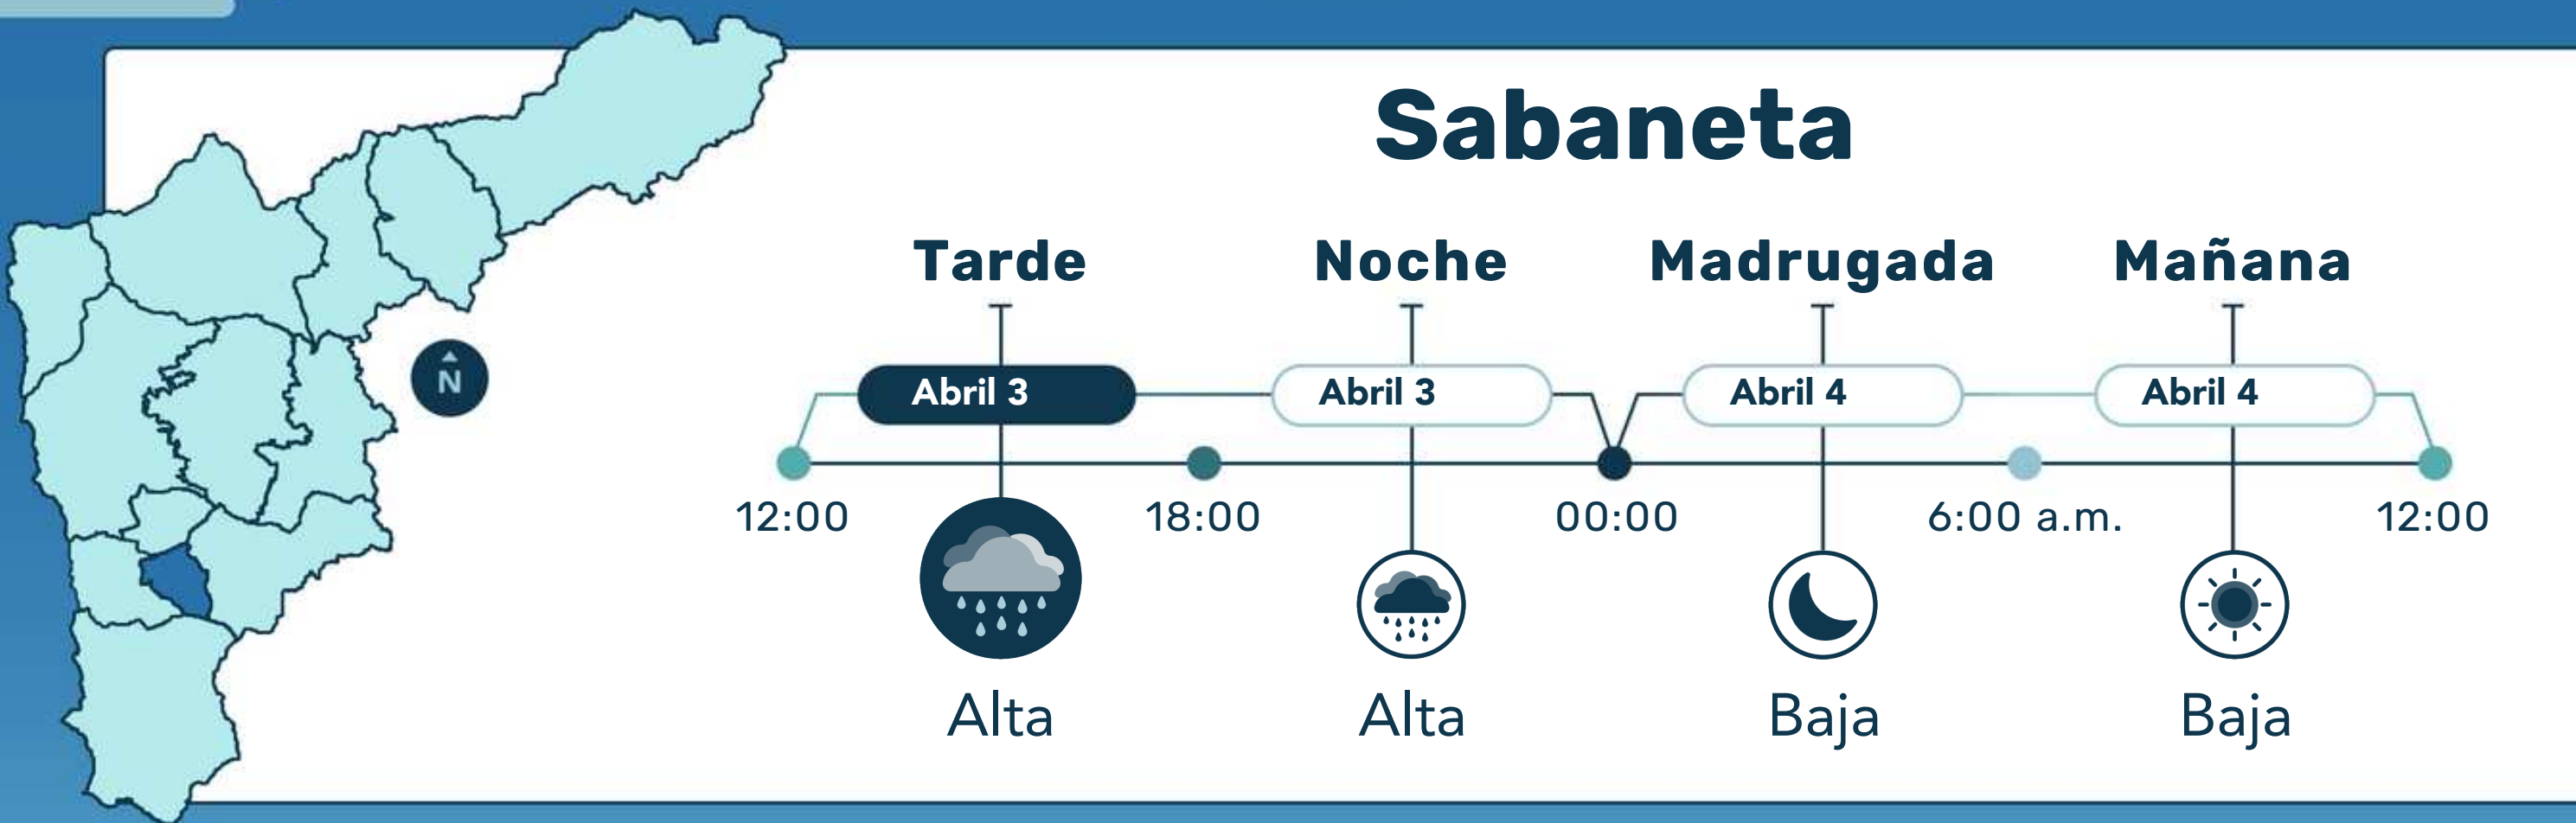 Sabaneta
Tarde
Noche
Madrugada
Mañana
Abril 3
Abril 3
Abril 4
Abril 4
N
12:00
18:00
00:00
6:00 a.m.
12:00
Alta
Alta
Baja
Baja